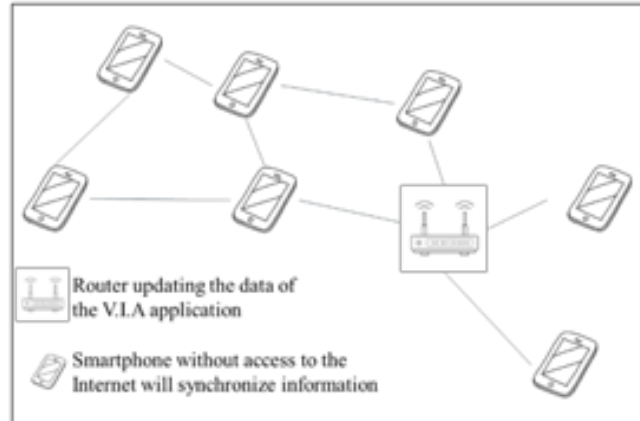 Router updating the data of
the V.I.A application
Smartphone without access to the
Internet will synchronize information